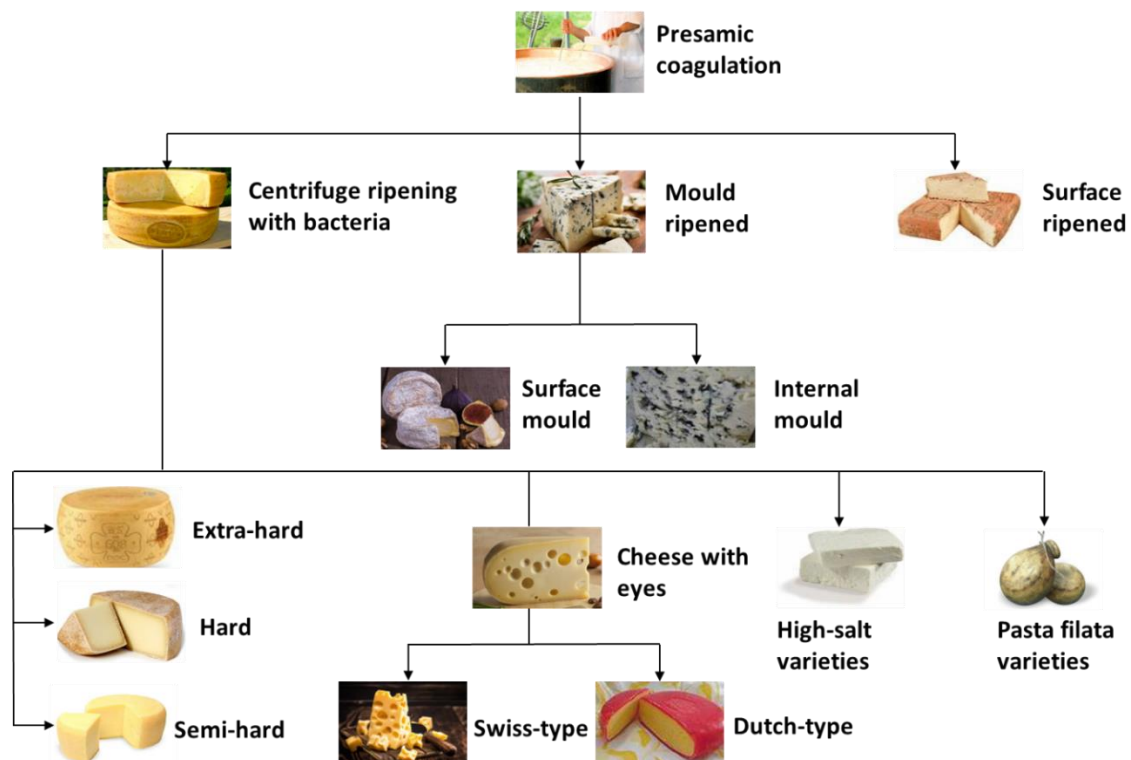 Presamic
coagulation
Centrifuge ripening
with bacteria
Mould
ripened
Surface
ripened
Surface
mould
Internal
mould
Extra-hard
Cheese with
eyes
Hard
High-salt
varieties
Pasta filata
varieties
Semi-hard
Swiss-type
Dutch-type